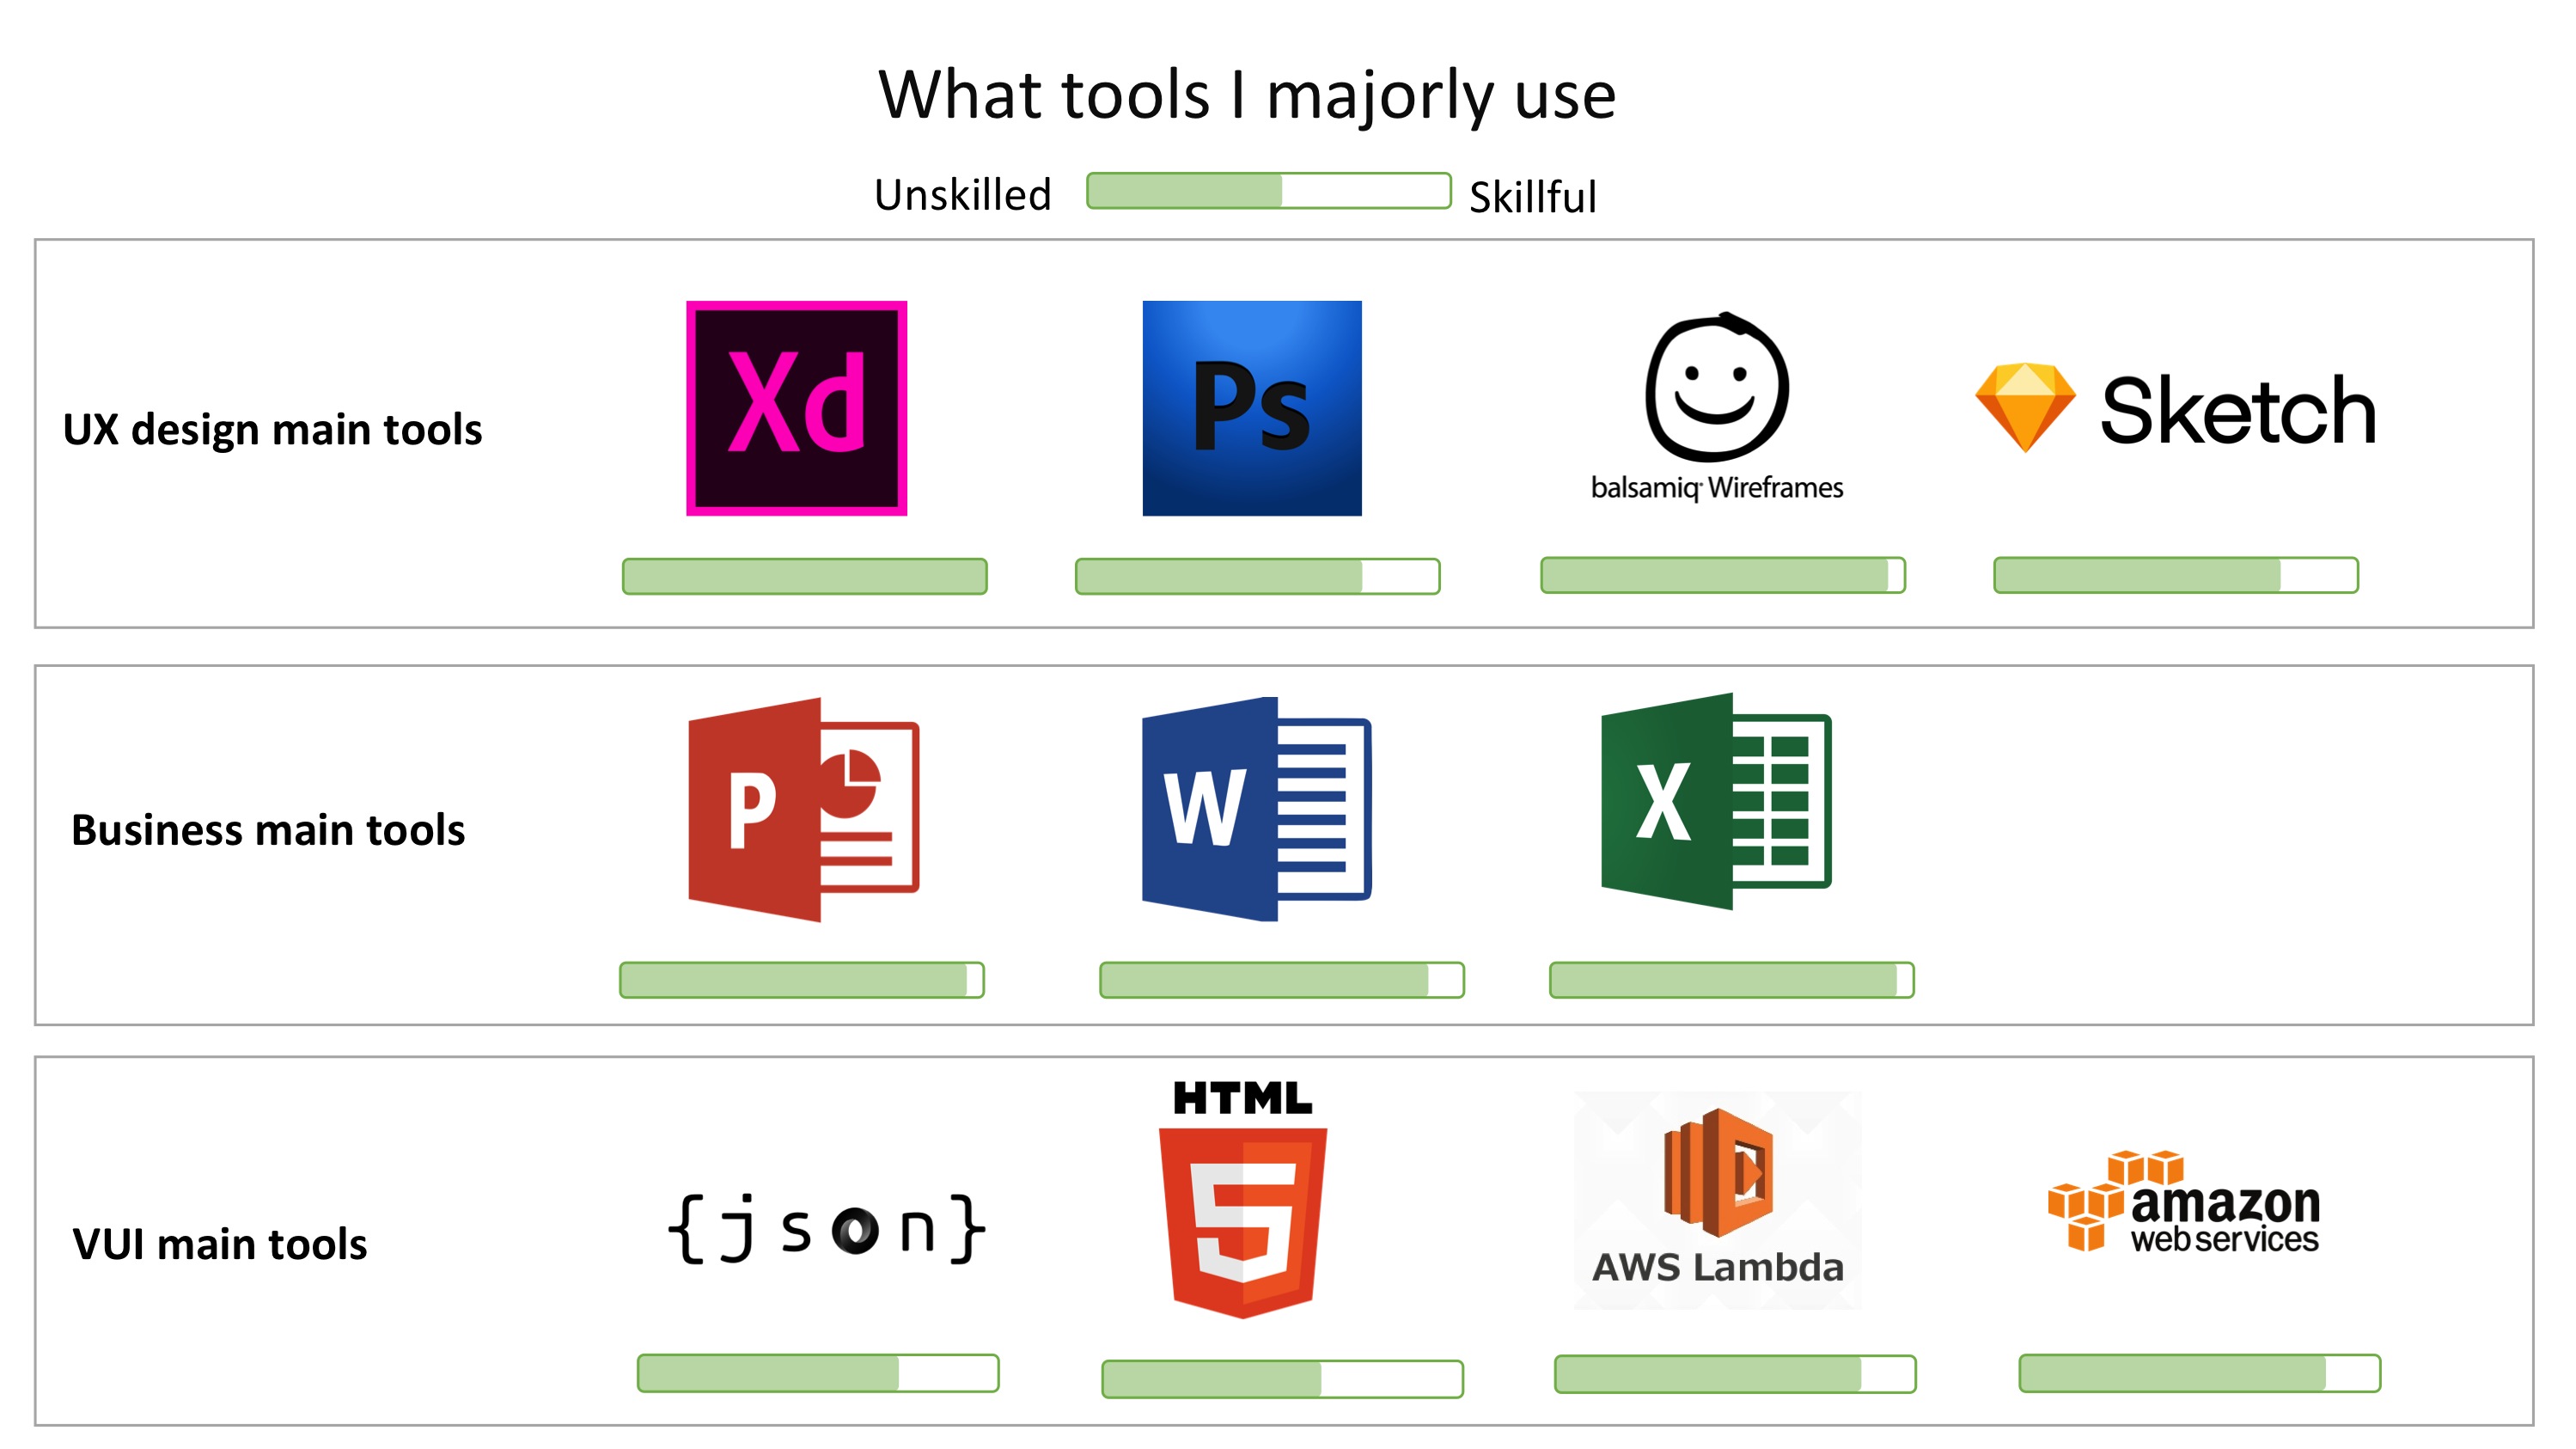 What tools I majorly use
Unskilled
Skillful
UX design main tools
Xd
Ps
balsamiq Wireframes
Sketch
Business main tools
P
W
X
VUI main tools
{json}
HTML
5
AWS Lambda
amazon
web services